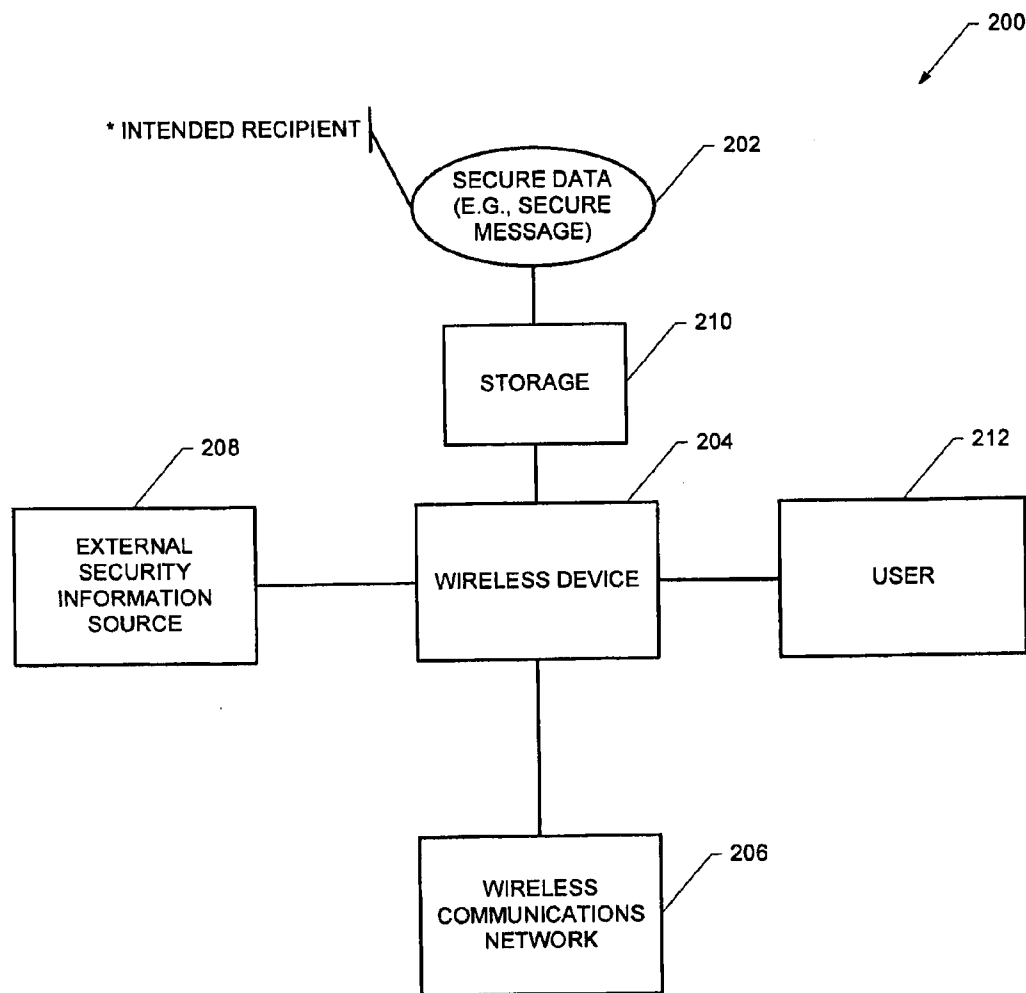 200
* INTENDED RECIPIENT
202
SECURE DATA
(E.G., SECURE
MESSAGE)
210
STORAGE
208
204
212
EXTERNAL
SECURITY
INFORMATION
SOURCE
WIRELESS DEVICE
USER
206
WIRELESS
COMMUNICATIONS
NETWORK